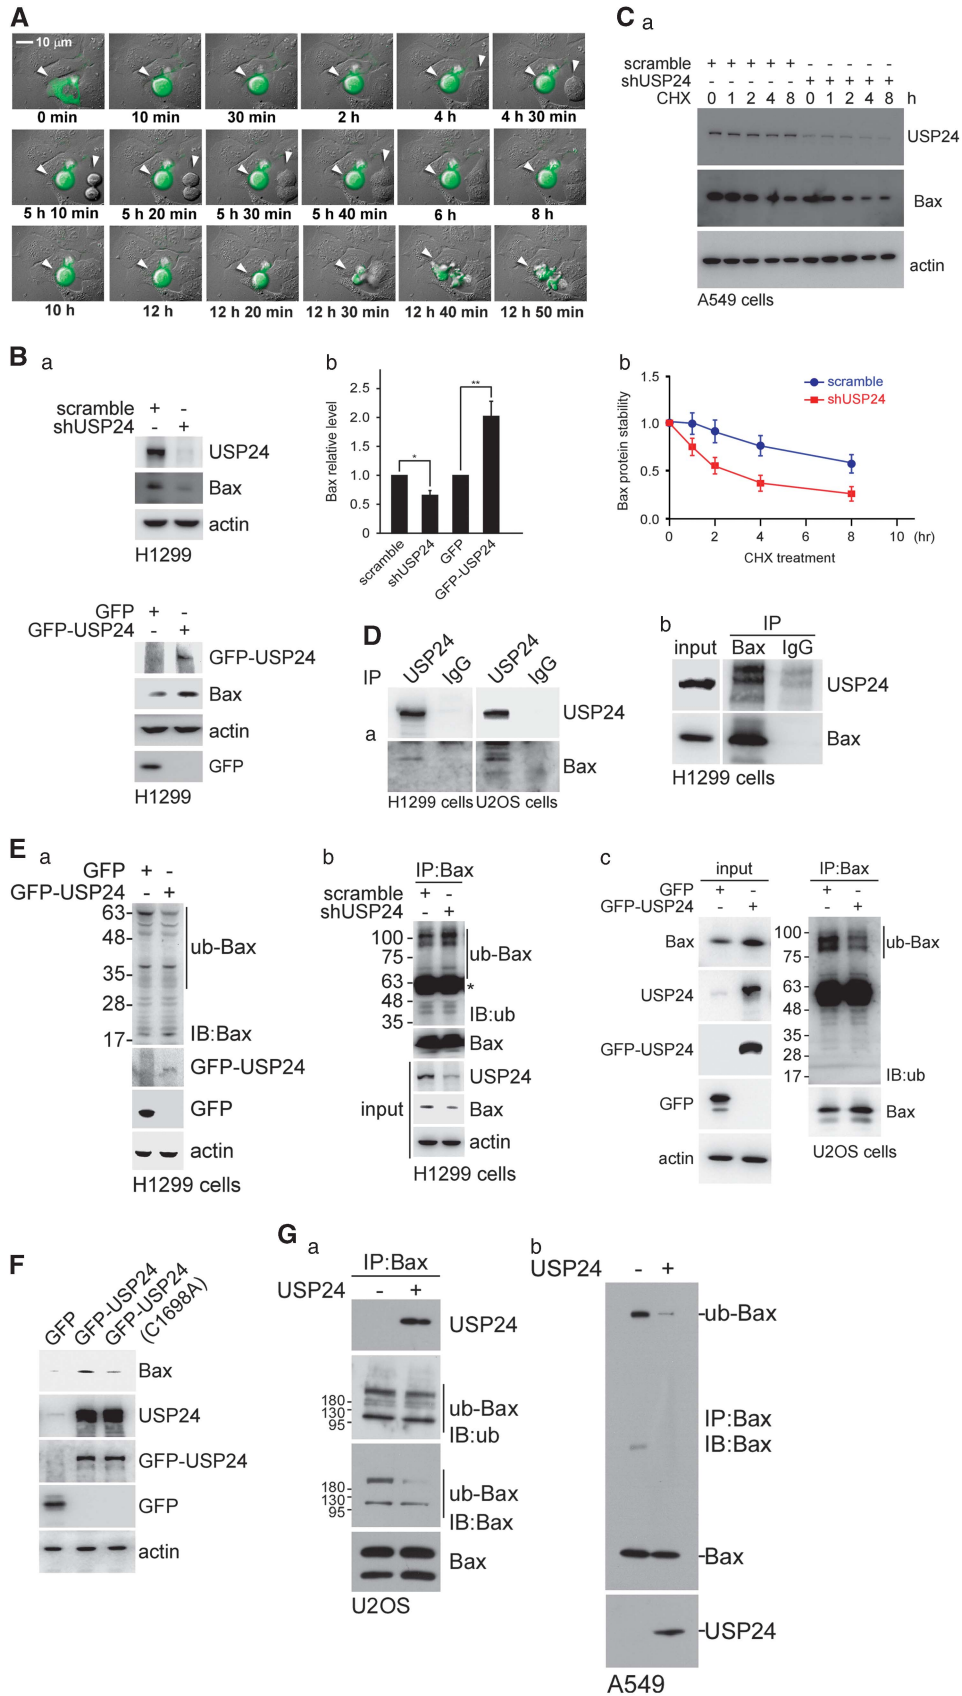 A
10 μm
0 min
10 min
30 min
2 h
4 h
4 h 30 min
5 h 10 min
5 h 20 min
5 h 30 min
5 h 40 min
6 h
8 h
10 h
12 h
12 h 20 min
12 h 30 min
12 h 40 min
12 h 50 min
B
a
scramble + -
shUSP24 - +
USP24
Bax
actin
H1299
GFP + -
GFP-USP24 - +
GFP-USP24
Bax
actin
GFP
H1299
b
Bax relative level
2.5
2.0
1.5
1.0
0.5
0
*
**
scramble
shUSP24
GFP
GFP-USP24
C
a
scramble + + + + + - - - - -
shUSP24 - - - - - + + + + +
CHX 0 1 2 4 8 0 1 2 4 8 h
USP24
Bax
actin
A549 cells
b
Bax protein stability
1.5
1.0
0.5
0.0
0 2 4 6 8 10 (hr)
CHX treatment
scramble
shUSP24
D
a
IP
USP24
IgG
USP24
IgG
USP24
Bax
H1299 cells
U2OS cells
b
IP
input Bax IgG
USP24
Bax
H1299 cells
E
a
GFP + -
GFP-USP24 - +
63-
48-
35-
28-
17-
ub-Bax
IB:Bax
GFP-USP24
GFP
actin
H1299 cells
b
IP:Bax
scramble + -
shUSP24 - +
100-
75-
63-
48-
35-
ub-Bax
*
IB:ub
Bax
input
USP24
Bax
actin
H1299 cells
c
input
GFP + -
GFP-USP24 - +
Bax
USP24
GFP-USP24
GFP
actin
IP:Bax
+ -
- +
100-
75-
63-
48-
35-
28-
17-
ub-Bax
IB:ub
Bax
U2OS cells
F
GFP
GFP-USP24
GFP-USP24
(C1698A)
Bax
USP24
GFP-USP24
GFP
actin
G
a
IP:Bax
USP24 - +
USP24
180-
130-
95-
ub-Bax
IB:ub
180-
130-
95-
ub-Bax
IB:Bax
Bax
U2OS
b
USP24 - +
-ub-Bax
IP:Bax
IB:Bax
-Bax
-USP24
A549